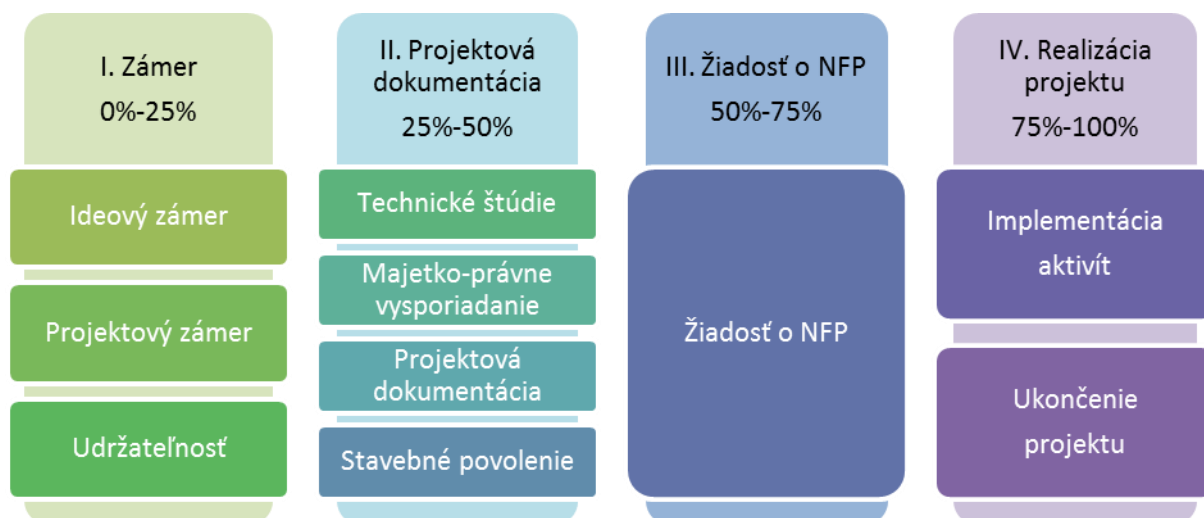 I. Zámer
0%-25%
Ideový zámer
Projektový zámer
Udržateľnosť
II. Projektová
dokumentácia
25%-50%
Technické štúdie
Majetko-právne
vysporiadanie
Projektová
dokumentácia
Stavebné povolenie
III. Žiadosť o NFP
50%-75%
Žiadosť o NFP
IV. Realizácia
projektu
75%-100%
Implementácia
aktivít
Ukončenie
projektu